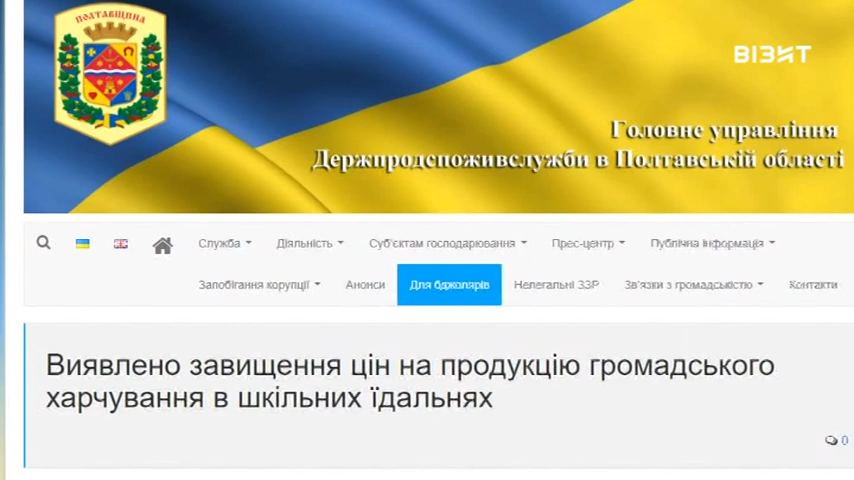 ПОЛТАВЩИНА
ВІЗИТ
Головне управління
Держпродспоживслужби в Полтавській області
Служба Діяльність Суб'єктам господарювання Прес-центр Публічна інформація
Запобігання корупції Анонси Для бджолярів Нелегальні ЗЗР Зв'язки з громадськістю Контакти
Виявлено завищення цін на продукцію громадського
харчування в шкільних їдальнях
0